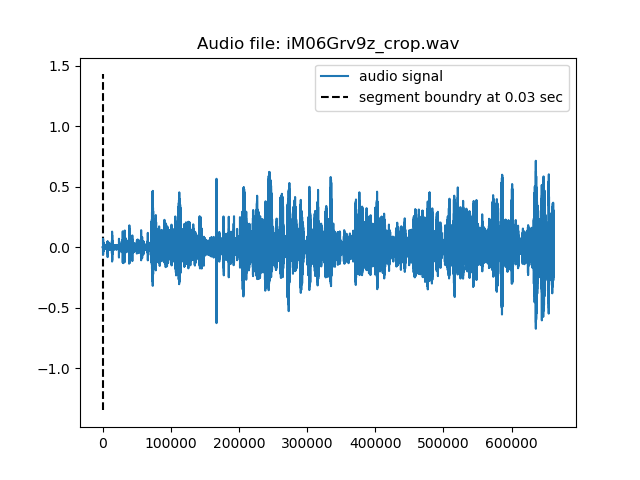 Audio file: iM06Grv9z_crop.wav
audio signal
segment boundry at 0.03 sec
1.5
1.0
0.5
0.0
−0.5
−1.0
0 100000 200000 300000 400000 500000 600000